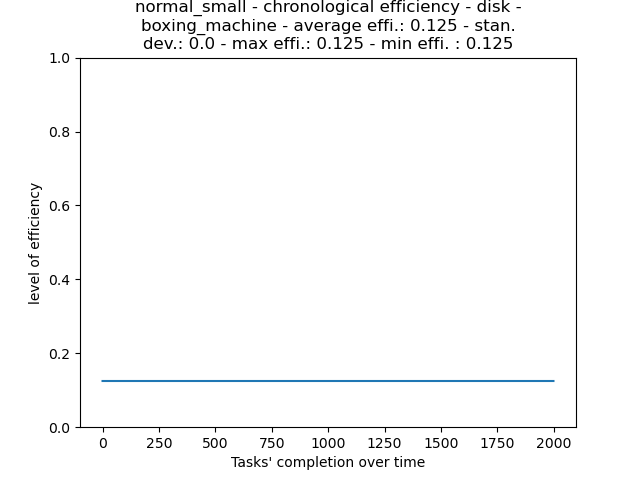 normal_small - chronological efficiency - disk -
boxing_machine - average effi.: 0.125 - stan.
dev.: 0.0 - max effi.: 0.125 - min effi. : 0.125
1.0
0.8
0.6
0.4
0.2
0.0
level of efficiency
0 250 500 750 1000 1250 1500 1750 2000
Tasks' completion over time